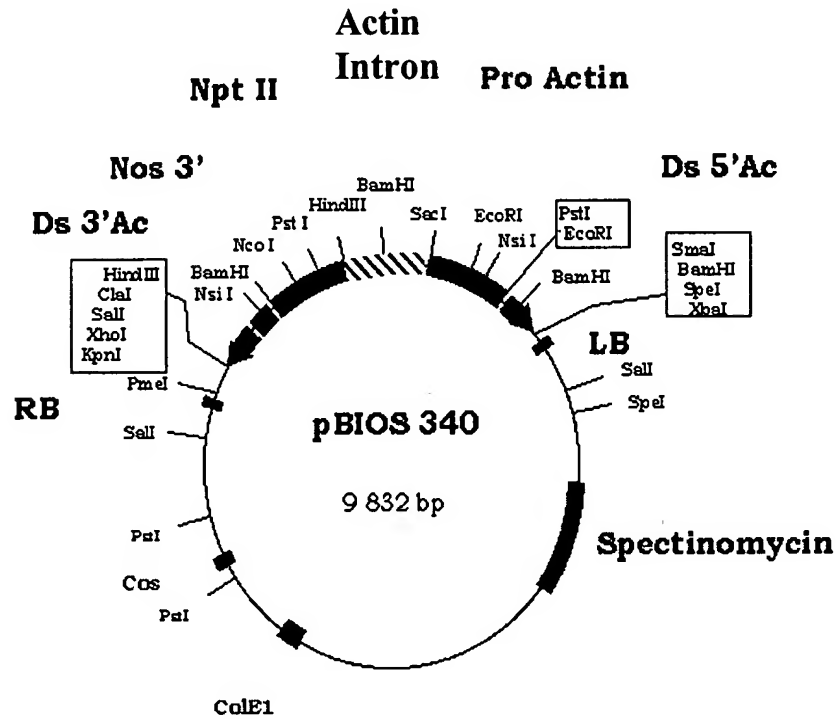 Actin
Intron
Pro Actin
Npt II
Nos 3'
Ds 5'Ac
Ds 3'Ac
BamHI
HindIII
SacI
PstI
EcoRI
PstI
EcoRI
NcoI
NsiI
SmaI
BamHI
SpeI
XbaI
HindIII
ClaI
SalI
XhoI
KpnI
BamHI
NsiI
BamHI
LB
PmeI
SalI
RB
SpeI
SalI
pBIOS 340
9 832 bp
PstI
Spectinomycin
Cos
PstI
ColE1